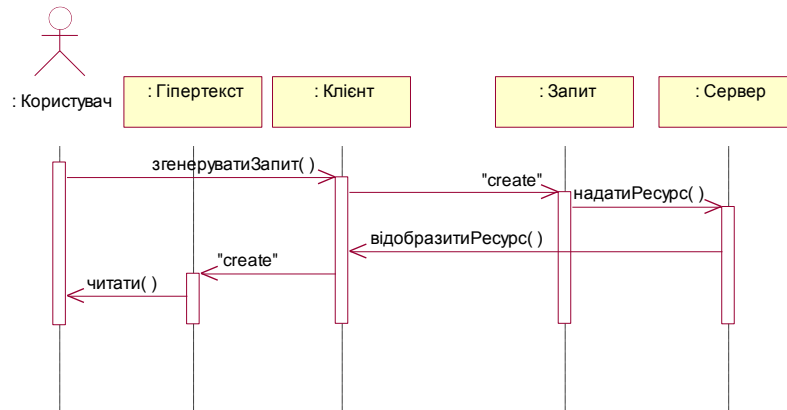 : Користувач
: Гіпертекст
: Клієнт
: Запит
: Сервер
згенеруватиЗапит( )
"create"
надатиРесурс( )
відобразитиРесурс( )
"create"
читати( )